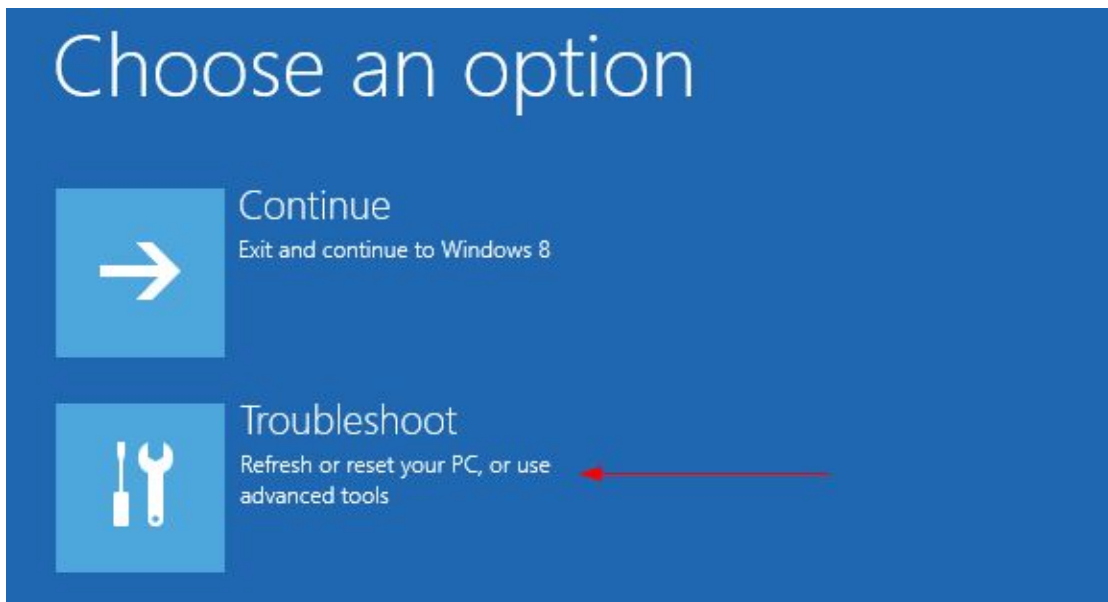 Choose an option
Continue
Exit and continue to Windows 8
Troubleshoot
Refresh or reset your PC, or use
advanced tools